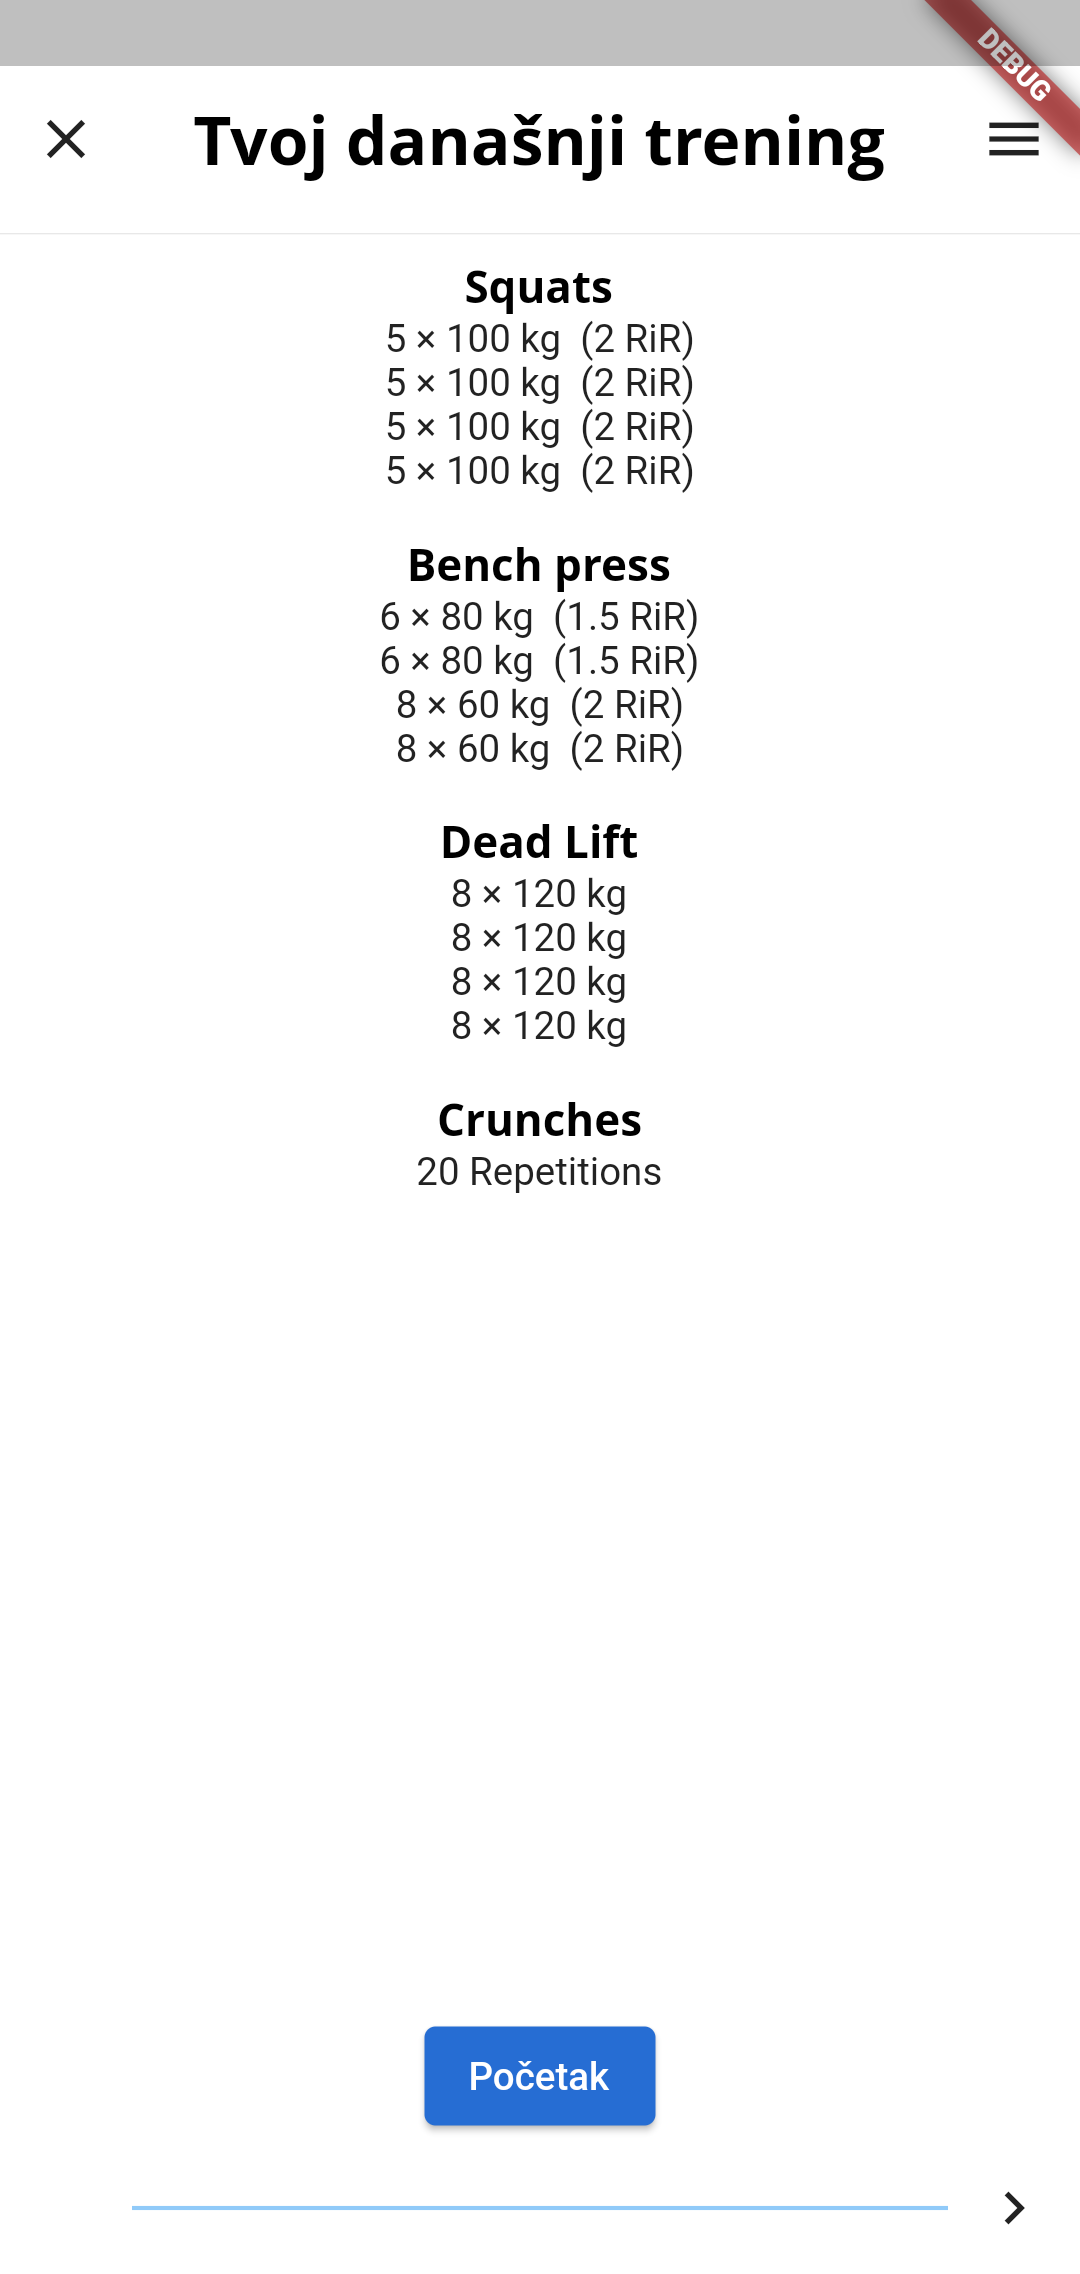 DEBUG
Tvoj današnji trening
Squats
5 × 100 kg (2 RiR)
5 × 100 kg (2 RiR)
5 × 100 kg (2 RiR)
5 × 100 kg (2 RiR)
Bench press
6 × 80 kg (1.5 RiR)
6 × 80 kg (1.5 RiR)
8 × 60 kg (2 RiR)
8 × 60 kg (2 RiR)
Dead Lift
8 × 120 kg
8 × 120 kg
8 × 120 kg
8 × 120 kg
Crunches
20 Repetitions
Početak